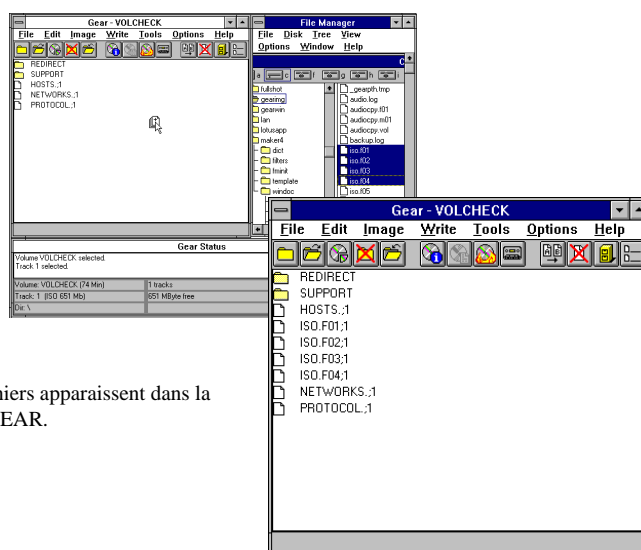 Gear - VOLCHECK
File Edit Image Write Tools Options Help
REDIRECT
SUPPORT
HOSTS.;1
NETWORKS.;1
PROTOCOL.;1
Gear Status
Volume VOLCHECK selected.
Track 1 selected.
Volume: VOLCHECK (74 Min) 1 tracks
Track: 1 (ISO 651 Mb) 651 MByte free
Dir: \
File Manager
File Disk Tree View
Options Window Help
C
a c f g h i
fullshot
gearimg
gearwin
lan
lotusapp
maker4
dict
filters
fminit
template
windoc
_gearpth.tmp
audio.log
audiocpy.f01
audiocpy.m01
audiocpy.vol
backup.log
iso.f01
iso.f02
iso.f03
iso.f04
iso.f05
Gear - VOLCHECK
File Edit Image Write Tools Options Help
REDIRECT
SUPPORT
HOSTS.;1
ISO.F01;1
ISO.F02;1
ISO.F03;1
ISO.F04;1
NETWORKS.;1
PROTOCOL.;1
niers apparaissent dans la
EAR.